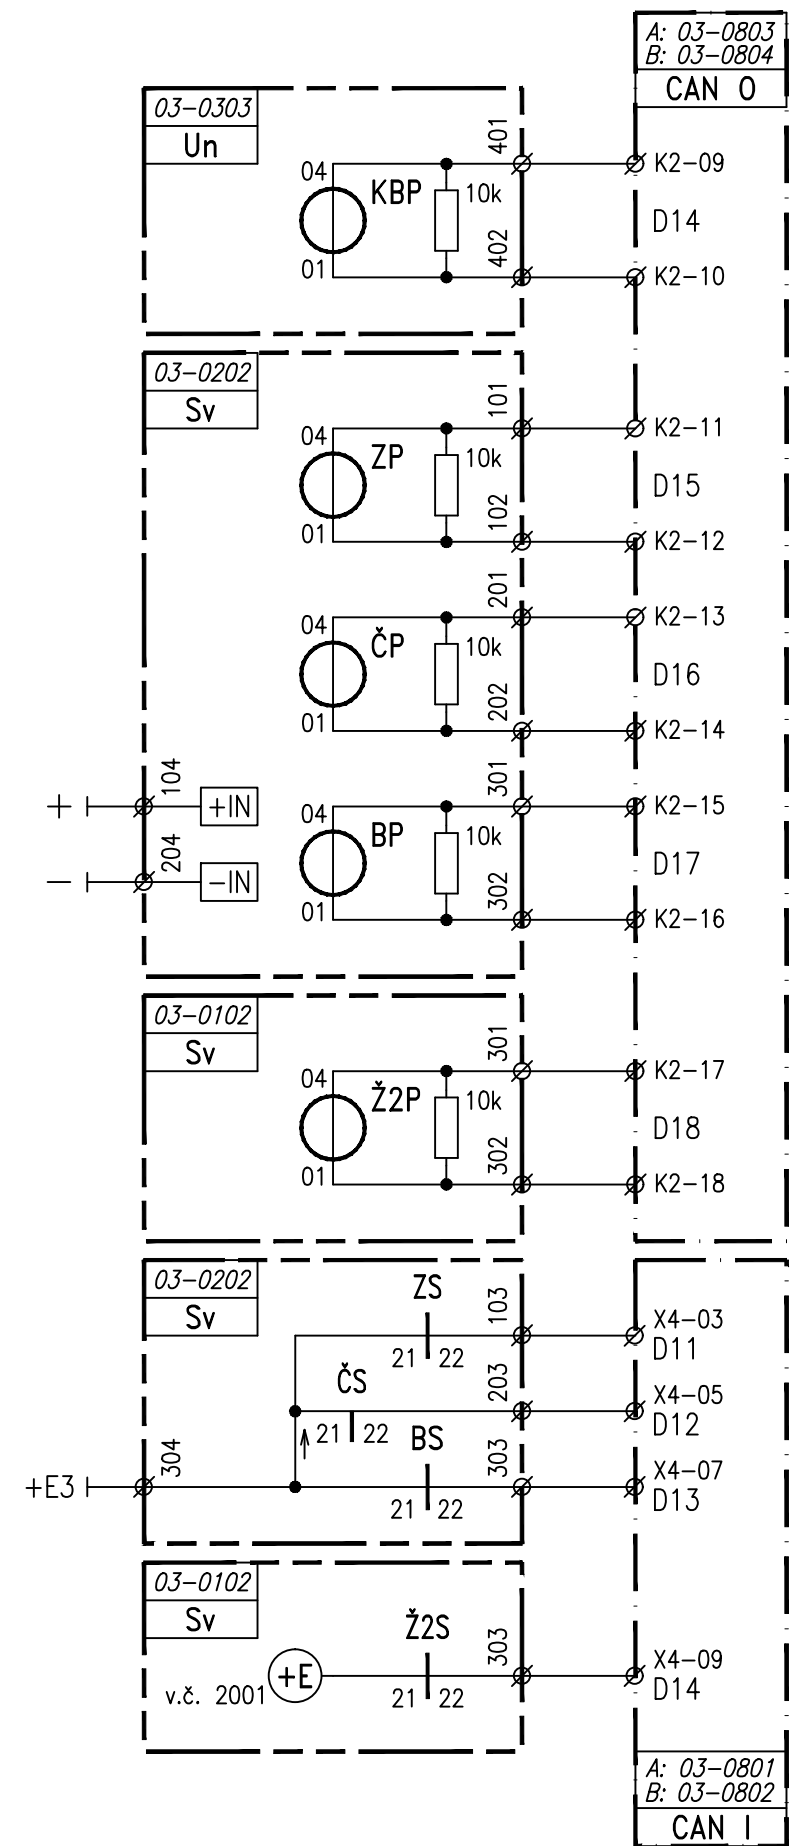 A: 03-0803
B: 03-0804
CAN O
03-0303
Un
401
04
KBP
10k
K2-09
D14
402
01
K2-10
03-0202
Sv
101
04
ZP
10k
K2-11
D15
102
01
K2-12
201
04
ČP
10k
K2-13
D16
202
01
K2-14
+
104
+IN
301
04
BP
10k
K2-15
D17
−
204
−IN
302
01
K2-16
03-0102
Sv
301
04
Ž2P
10k
K2-17
D18
302
01
K2-18
03-0202
Sv
ZS
103
21 22
X4-03
D11
ČS
203
21 22
X4-05
D12
+E3
304
BS
303
21 22
X4-07
D13
03-0102
Sv
Ž2S
303
+E
v.č. 2001
21 22
X4-09
D14
A: 03-0801
B: 03-0802
CAN I